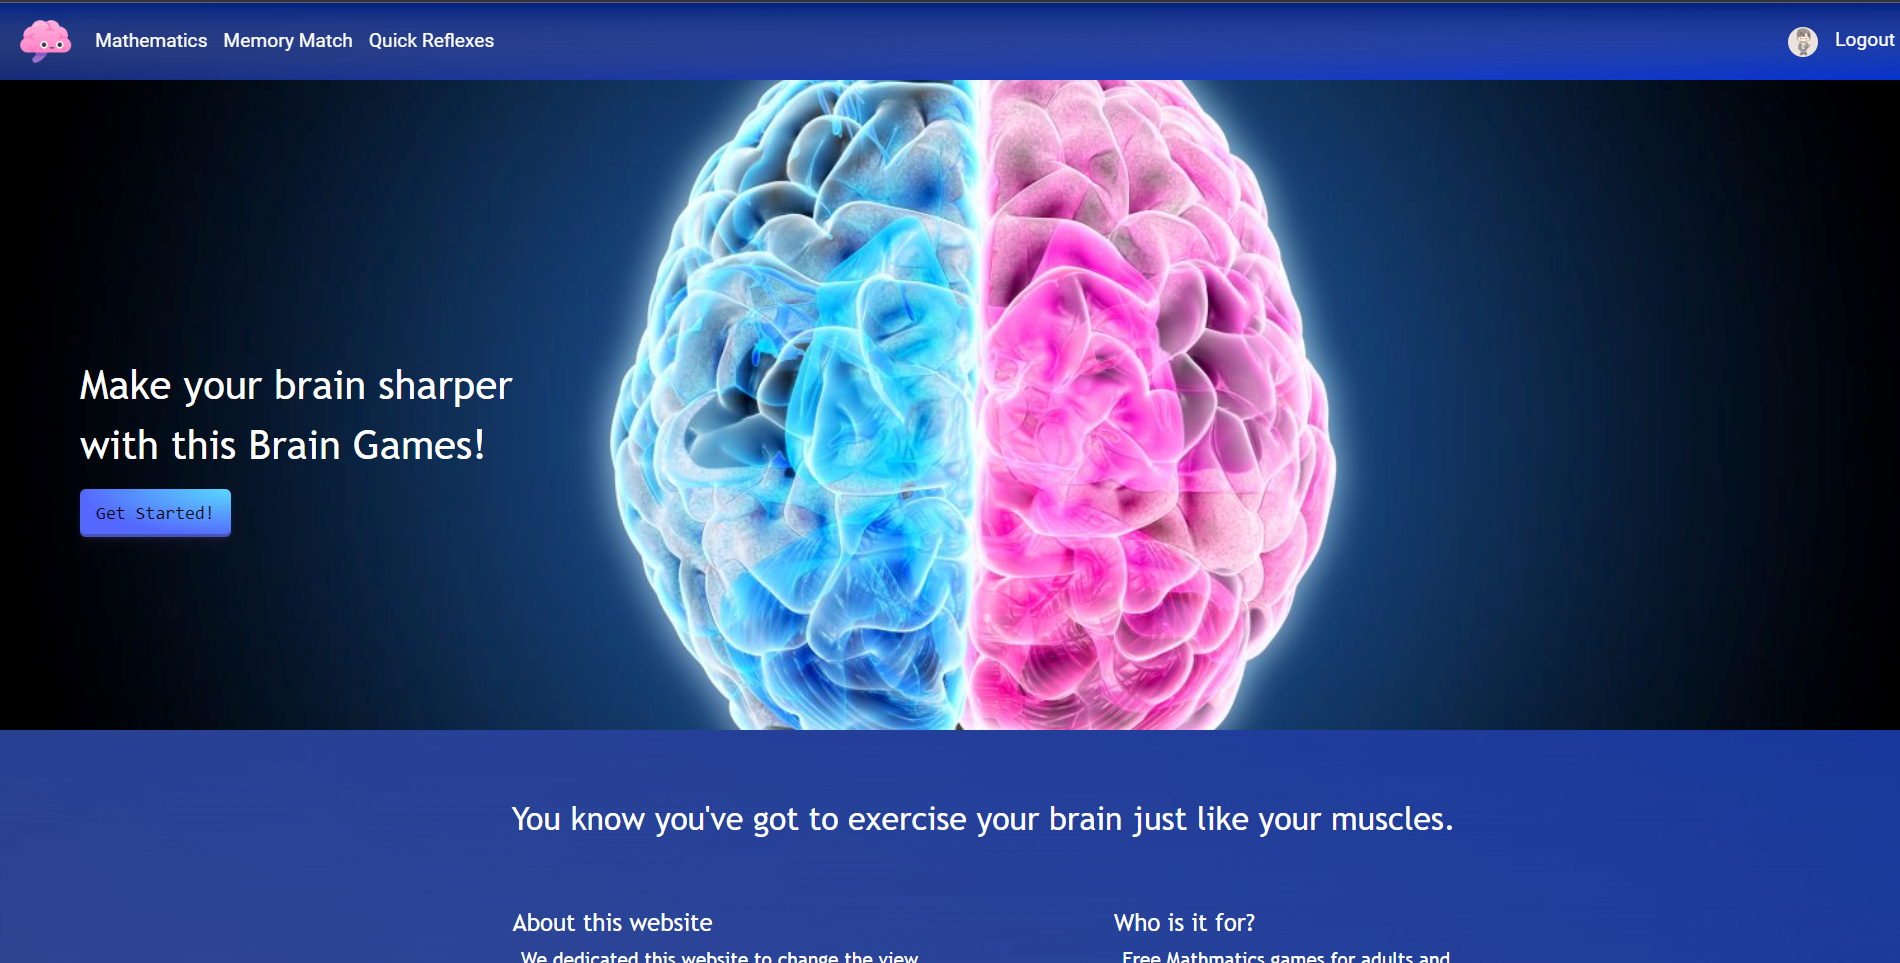 Mathematics Memory Match Quick Reflexes Logout
Make your brain sharper
with this Brain Games!
Get Started!
You know you've got to exercise your brain just like your muscles.
About this website
We dedicated this website to change the view
Who is it for?
Free Mathmatics games for adults and